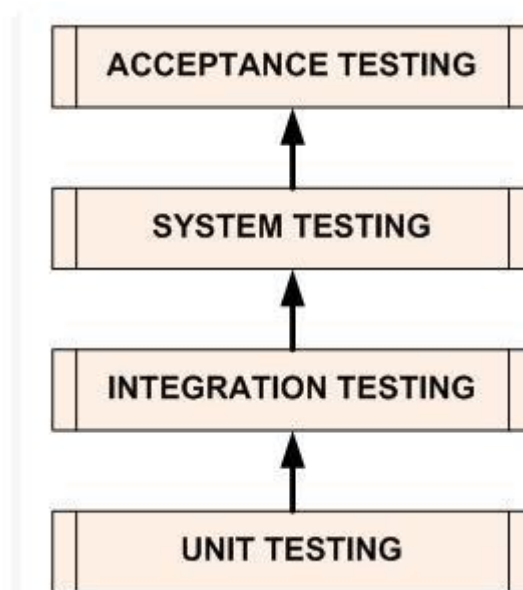 ACCEPTANCE TESTING
SYSTEM TESTING
INTEGRATION TESTING
UNIT TESTING